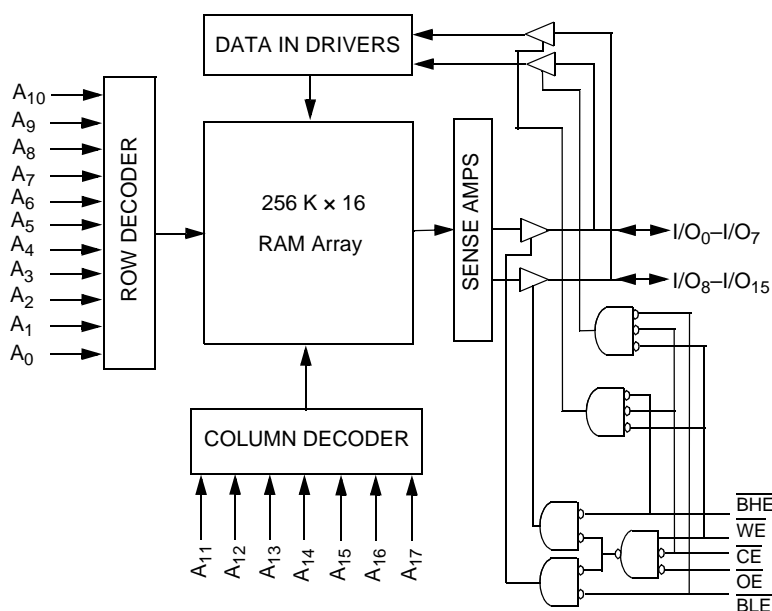 DATA IN DRIVERS
A10
A9
A8
A7
A6
A5
A4
A3
A2
A1
A0
ROW DECODER
256 K × 16
RAM Array
SENSE AMPS
I/O0–I/O7
I/O8–I/O15
COLUMN DECODER
A11
A12
A13
A14
A15
A16
A17
BHE
WE
CE
OE
BLE